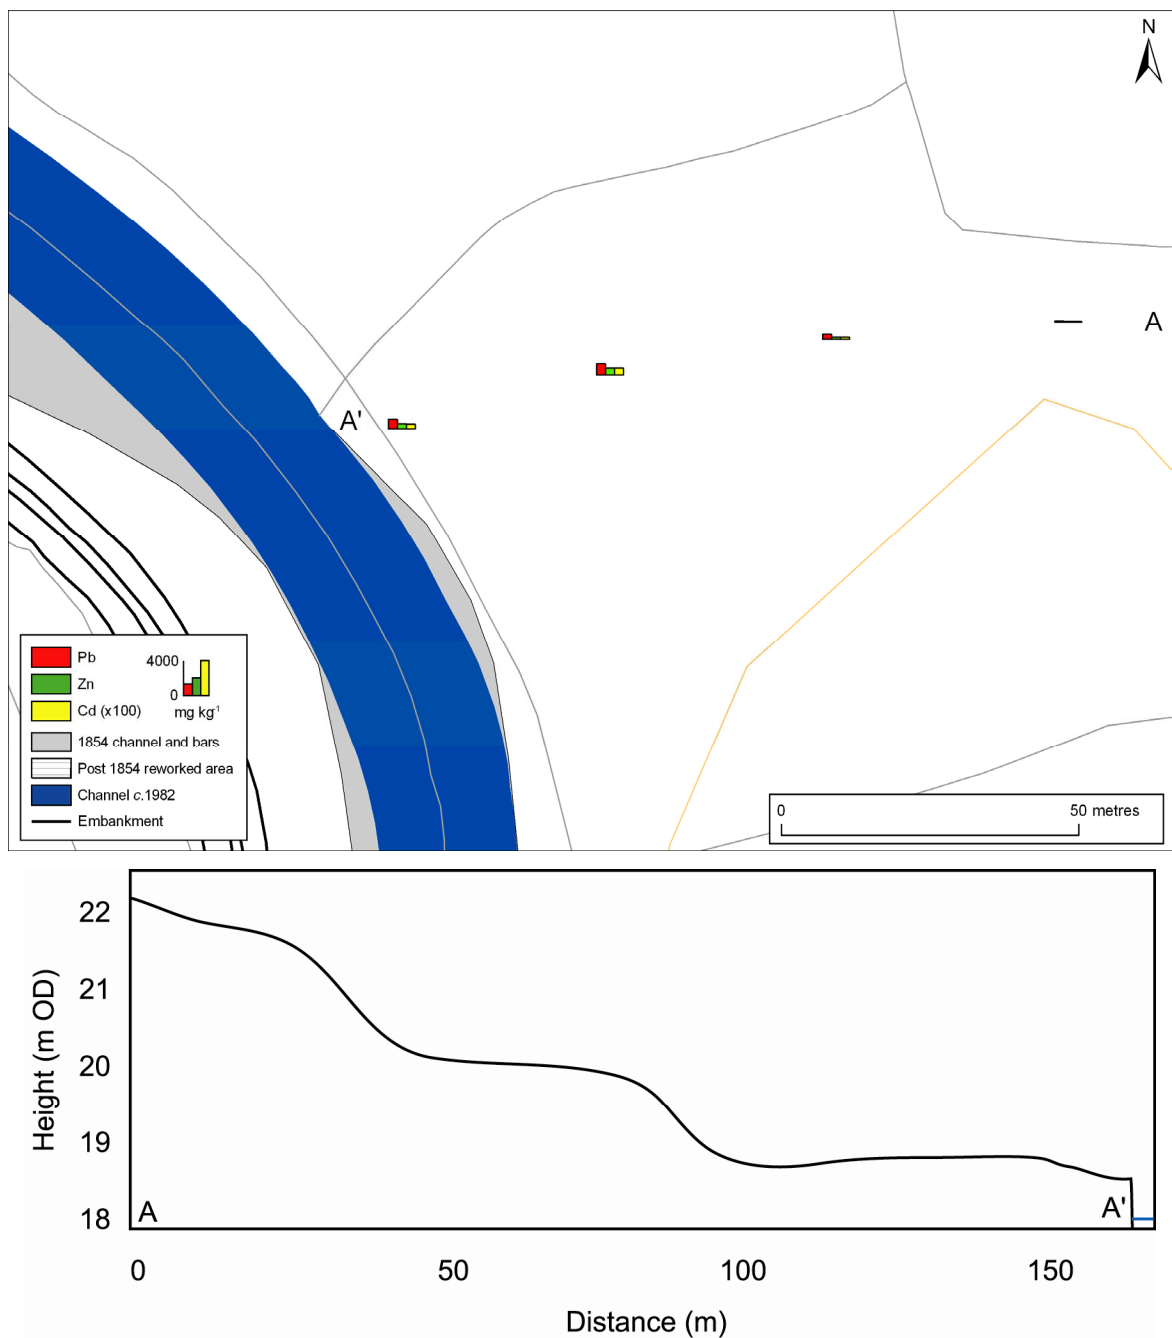 N
A
A'
Pb
Zn
Cd (x100)
4000
0
mg kg⁻¹
1854 channel and bars
Post 1854 reworked area
Channel c.1982
Embankment
0 50 metres
22
21
20
19
18
Height (m OD)
A A'
0 50 100 150
Distance (m)